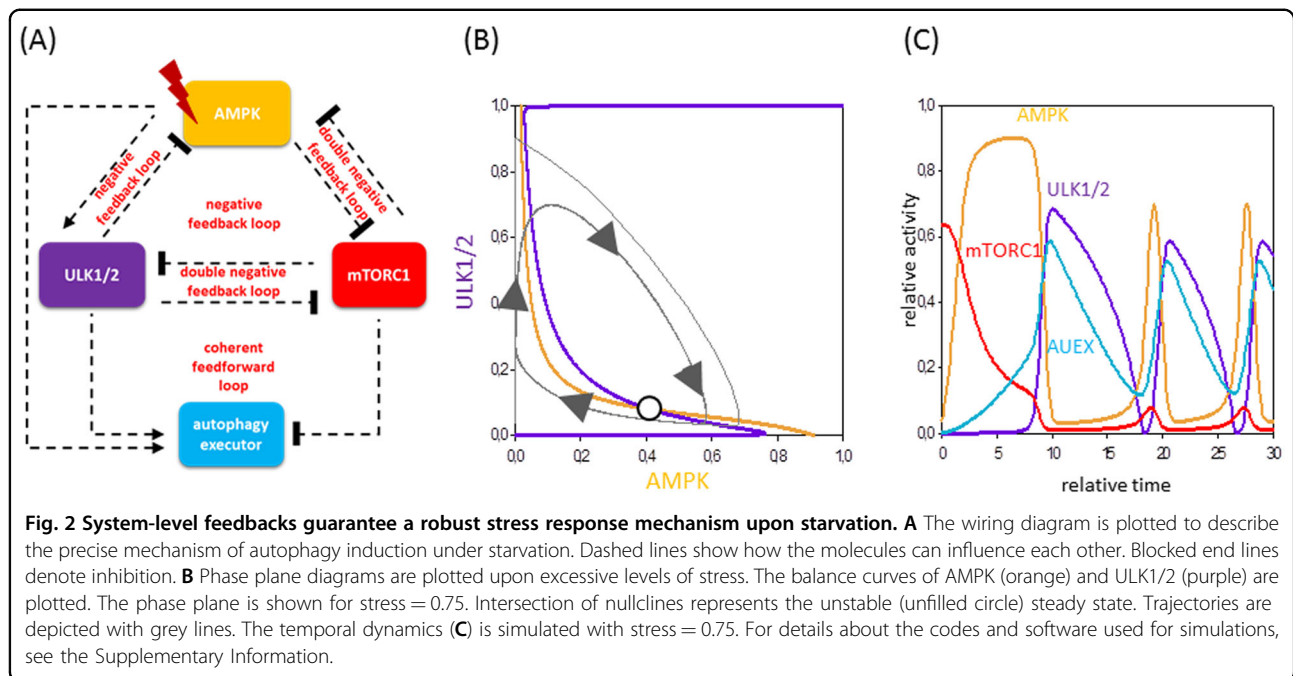 (A)
AMPK
negative
feedback loop
double negative
feedback loop
negative
feedback loop
ULK1/2
mTORC1
double negative
feedback loop
coherent
feedforward
loop
autophagy
executor
(B)
1,0
0,8
0,6
0,4
0,2
0,0
ULK1/2
0,0 0,2 0,4 0,6 0,8 1,0
AMPK
(C)
1,0
0,8
0,6
0,4
0,2
0,0
relative activity
AMPK
ULK1/2
mTORC1
AUEX
0 5 10 15 20 25 30
relative time
Fig. 2 System-level feedbacks guarantee a robust stress response mechanism upon starvation. A The wiring diagram is plotted to describe
the precise mechanism of autophagy induction under starvation. Dashed lines show how the molecules can influence each other. Blocked end lines
denote inhibition. B Phase plane diagrams are plotted upon excessive levels of stress. The balance curves of AMPK (orange) and ULK1/2 (purple) are
plotted. The phase plane is shown for stress = 0.75. Intersection of nullclines represents the unstable (unfilled circle) steady state. Trajectories are
depicted with grey lines. The temporal dynamics (C) is simulated with stress = 0.75. For details about the codes and software used for simulations,
see the Supplementary Information.